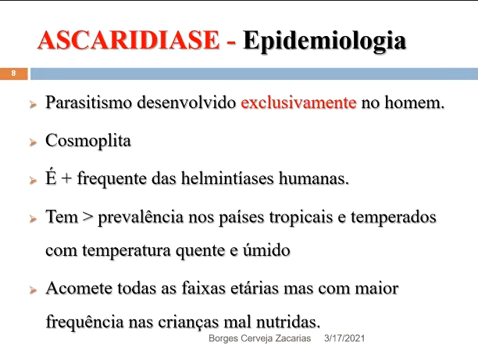 ASCARIDIASE - Epidemiologia
8
Parasitismo desenvolvido exclusivamente no homem.
Cosmoplita
É + frequente das helmintíases humanas.
Tem > prevalência nos países tropicais e temperados
com temperatura quente e úmido
Acomete todas as faixas etárias mas com maior
frequência nas crianças mal nutridas.
Borges Cerveja Zacarias 3/17/2021